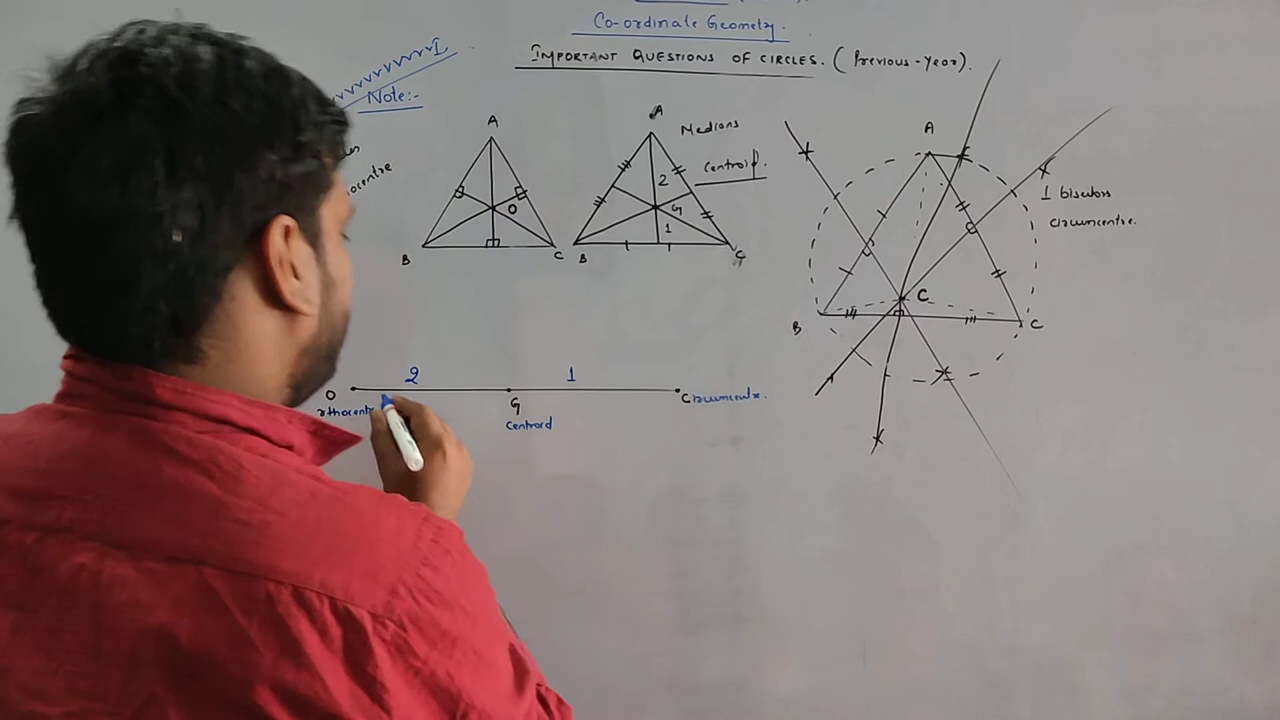 Co-ordinate Geometry.
IMPORTANT QUESTIONS OF CIRCLES. (Previous-year).
Note:-
A
O
B
C
A
Medians
Centroid.
2
G
1
B
C
A
⊥ bisectors
circumcentre.
C
B
C
2
1
O
rthocentr
G
Centroid
Circumcentre.